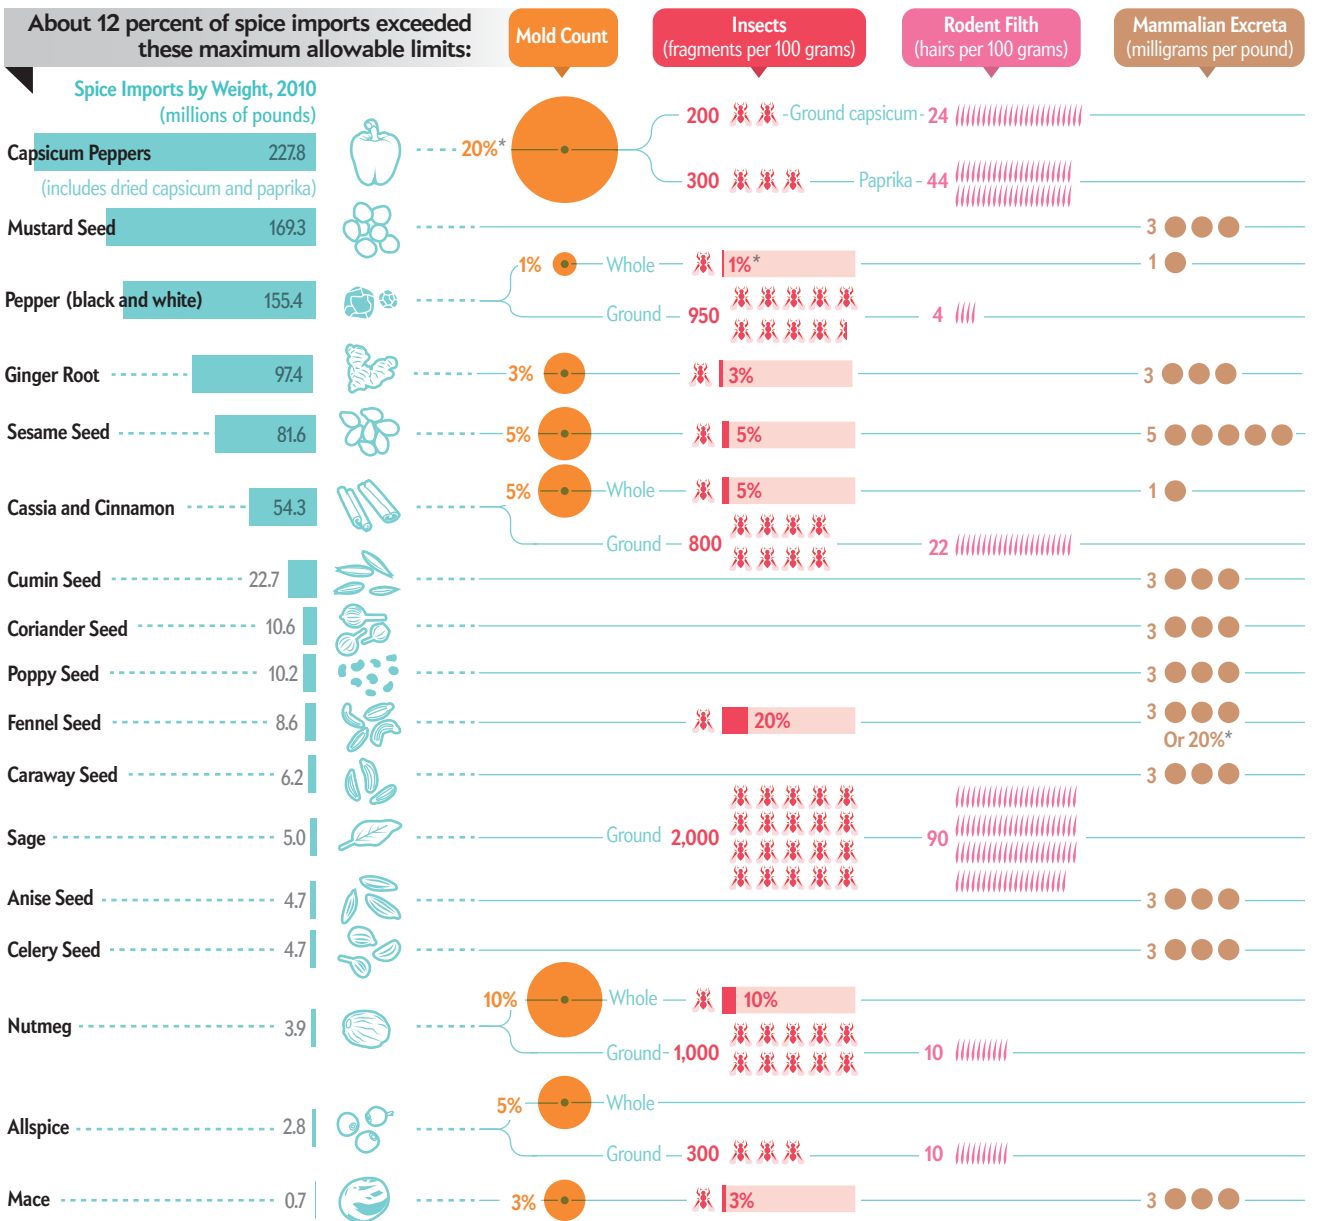 About 12 percent of spice imports exceeded
these maximum allowable limits:
Mold Count
Insects
(fragments per 100 grams)
Rodent Filth
(hairs per 100 grams)
Mammalian Excreta
(milligrams per pound)
Spice Imports by Weight, 2010
(millions of pounds)
Capsicum Peppers 227.8
(includes dried capsicum and paprika)
20%*
200 Ground capsicum 24
300 Paprika 44
Mustard Seed 169.3 3
Pepper (black and white) 155.4
1% Whole 1%* 1
Ground 950 4
Ginger Root 97.4 3% 3% 3
Sesame Seed 81.6 5% 5% 5
Cassia and Cinnamon 54.3
5% Whole 5% 1
Ground 800 22
Cumin Seed 22.7 3
Coriander Seed 10.6 3
Poppy Seed 10.2 3
Fennel Seed 8.6 20% 3
Or 20%*
Caraway Seed 6.2 3
Sage 5.0 Ground 2,000 90
Anise Seed 4.7 3
Celery Seed 4.7 3
Nutmeg 3.9
10% Whole 10%
Ground 1,000 10
Allspice 2.8
5% Whole
Ground 300 10
Mace 0.7 3% 3% 3